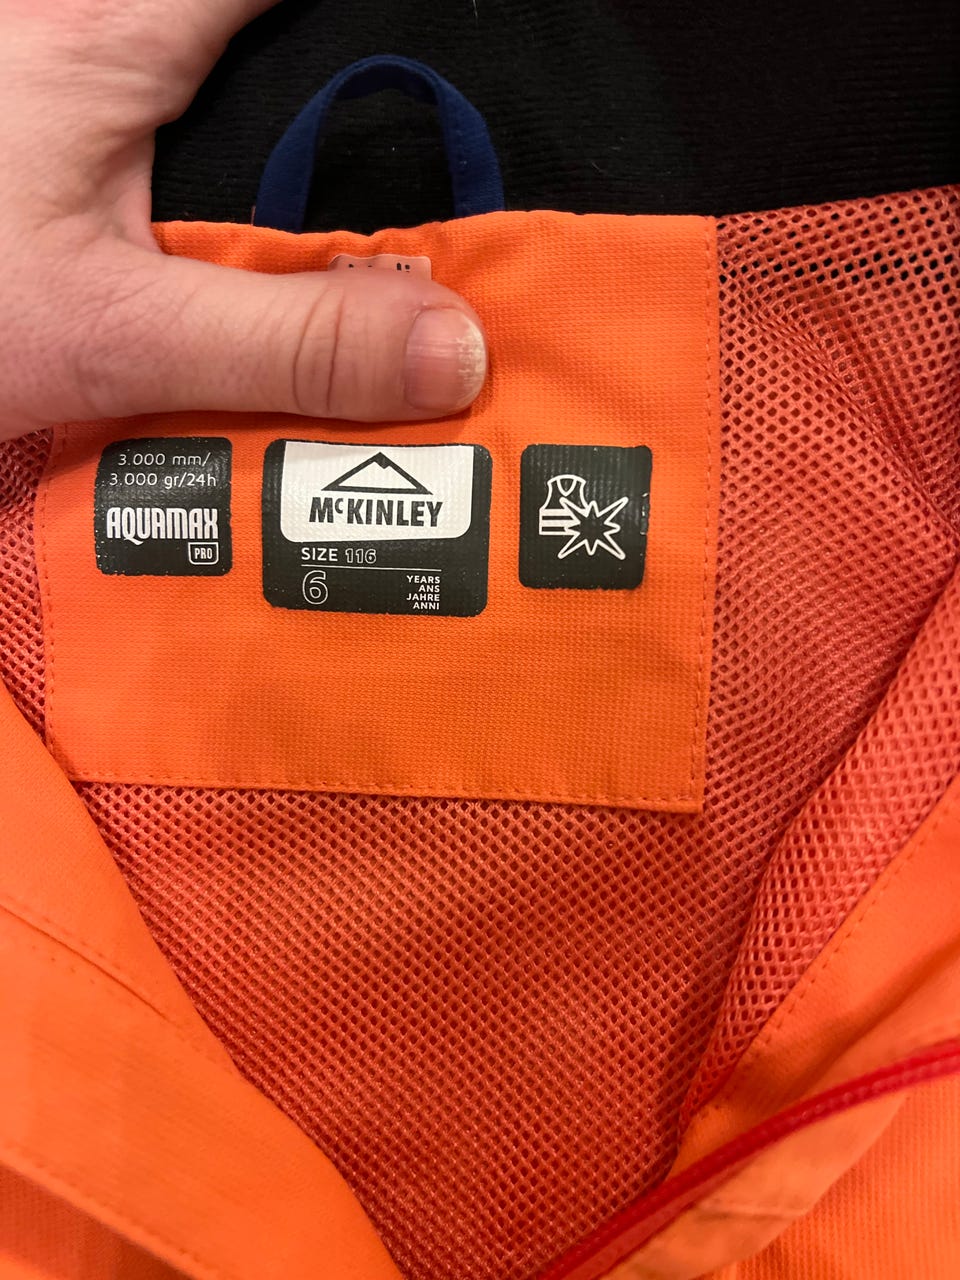 3.000 mm/
3.000 gr/24h
AQUAMAX
PRO
McKINLEY
SIZE 116
6
YEARS
ANS
JAHRE
ANNI